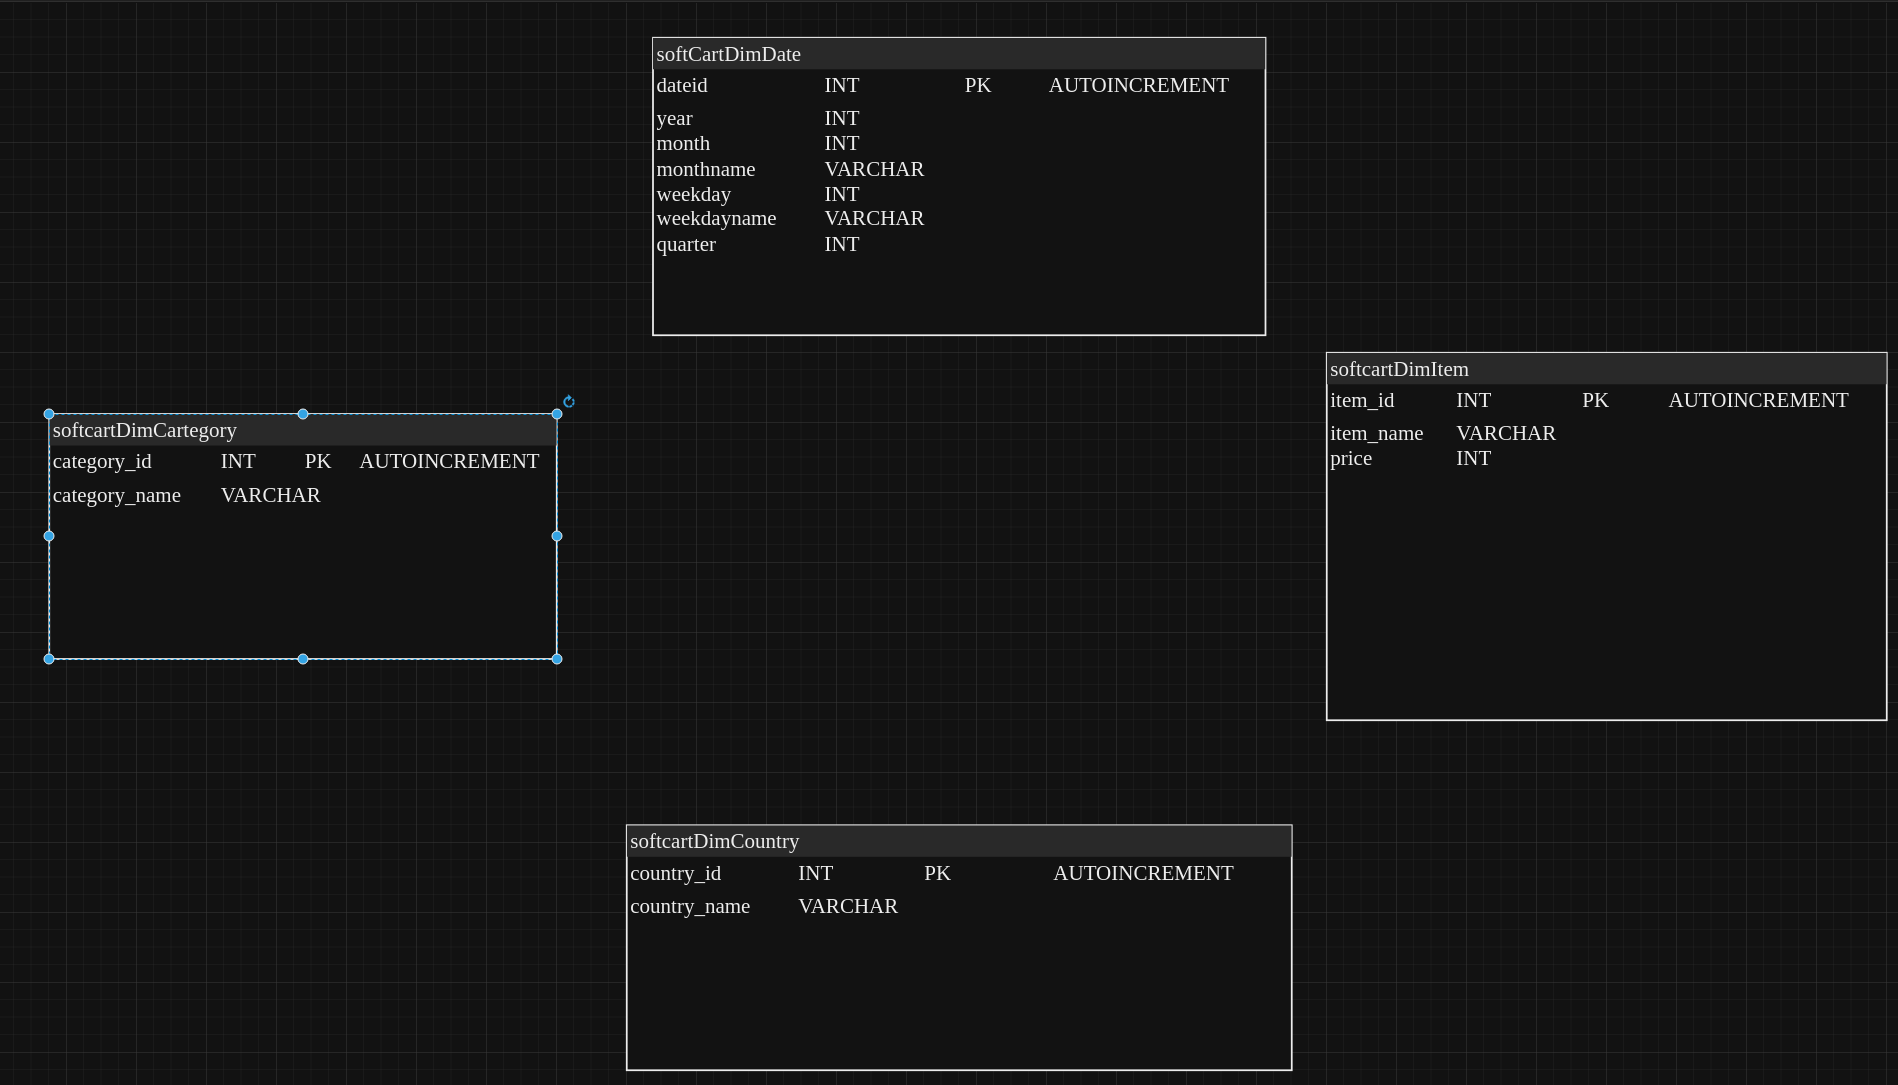 softCartDimDate
dateid INT PK AUTOINCREMENT
year INT
month INT
monthname VARCHAR
weekday INT
weekdayname VARCHAR
quarter INT
softcartDimItem
item_id INT PK AUTOINCREMENT
item_name VARCHAR
price INT
softcartDimCartegory
category_id INT PK AUTOINCREMENT
category_name VARCHAR
softcartDimCountry
country_id INT PK AUTOINCREMENT
country_name VARCHAR